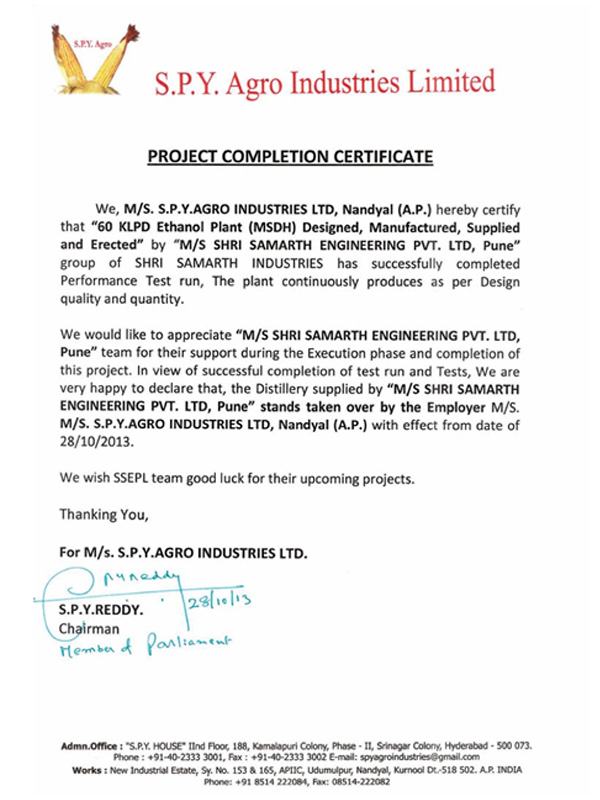 S.P.Y. Agro
S.P.Y. Agro Industries Limited
PROJECT COMPLETION CERTIFICATE
We, M/S. S.P.Y.AGRO INDUSTRIES LTD, Nandyal (A.P.) hereby certify
that "60 KLPD Ethanol Plant (MSDH) Designed, Manufactured, Supplied
and Erected" by "M/S SHRI SAMARTH ENGINEERING PVT. LTD, Pune"
group of SHRI SAMARTH INDUSTRIES has successfully completed
Performance Test run, The plant continuously produces as per Design
quality and quantity.
We would like to appreciate "M/S SHRI SAMARTH ENGINEERING PVT. LTD,
Pune" team for their support during the Execution phase and completion of
this project. In view of successful completion of test run and Tests, We are
very happy to declare that, the Distillery supplied by "M/S SHRI SAMARTH
ENGINEERING PVT. LTD, Pune" stands taken over by the Employer M/S.
M/S. S.P.Y.AGRO INDUSTRIES LTD, Nandyal (A.P.) with effect from date of
28/10/2013.
We wish SSEPL team good luck for their upcoming projects.
Thanking You,
For M/s. S.P.Y.AGRO INDUSTRIES LTD.
28/10/13
S.P.Y.REDDY.
Chairman
Member of Parliament
Admn.Office : "S.P.Y. HOUSE" IInd Floor, 188, Kamalapuri Colony, Phase - II, Srinagar Colony, Hyderabad - 500 073.
Phone : +91-40-2333 3001, Fax : +91-40-2333 3002 E-mail: spyagroindustries@gmail.com
Works : New Industrial Estate, Sy. No. 153 & 165, APIIC, Udumulpur, Nandyal, Kurnool Dt.-518 502. A.P. INDIA
Phone: +91 8514 222084, Fax: 08514-222082